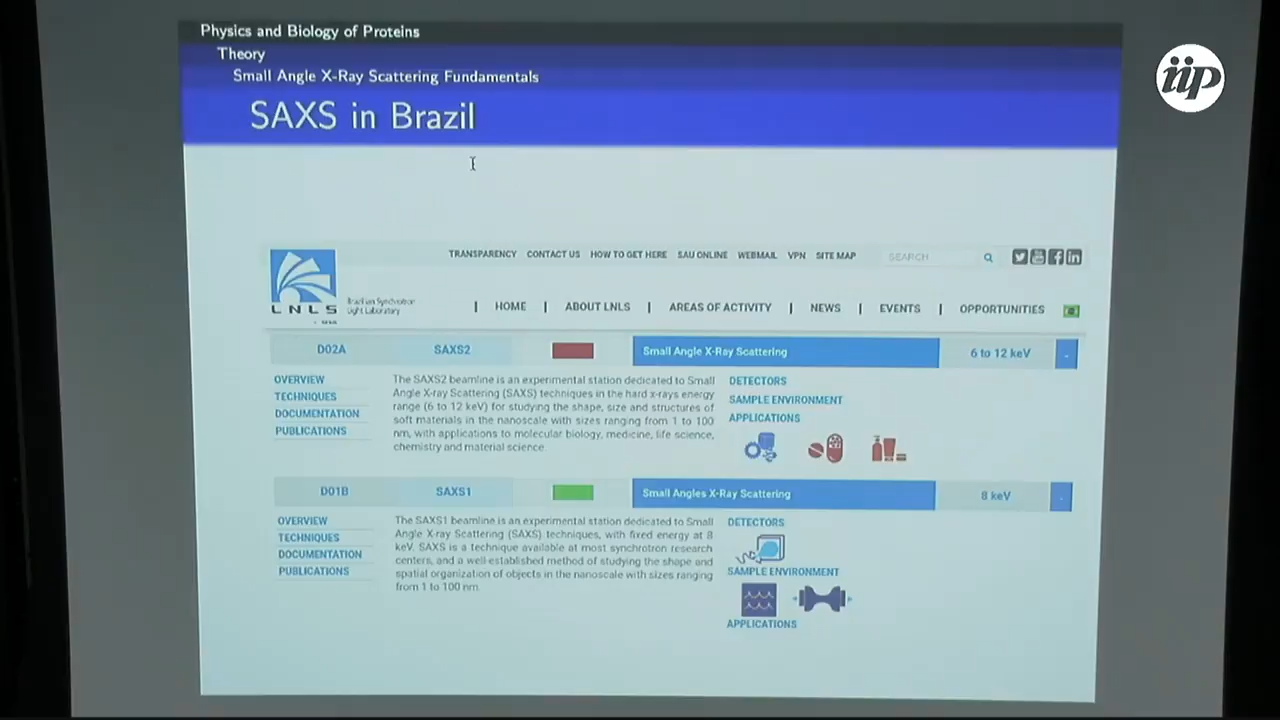 Physics and Biology of Proteins
Theory
Small Angle X-Ray Scattering Fundamentals
SAXS in Brazil
iip
TRANSPARENCY CONTACT US HOW TO GET HERE SAU ONLINE WEBMAIL VPN SITE MAP SEARCH
LNLS
Brazilian Synchrotron
Light Laboratory
| HOME | ABOUT LNLS | AREAS OF ACTIVITY | NEWS | EVENTS | OPPORTUNITIES
D02A SAXS2 Small Angle X-Ray Scattering 6 to 12 keV
OVERVIEW
TECHNIQUES
DOCUMENTATION
PUBLICATIONS
The SAXS2 beamline is an experimental station dedicated to Small
Angle X-ray Scattering (SAXS) techniques in the hard x-rays energy
range (6 to 12 keV) for studying the shape, size and structures of
soft materials in the nanoscale with sizes ranging from 1 to 100
nm, with applications to molecular biology, medicine, life science,
chemistry and material science.
DETECTORS
SAMPLE ENVIRONMENT
APPLICATIONS
D01B SAXS1 Small Angles X-Ray Scattering 8 keV
OVERVIEW
TECHNIQUES
DOCUMENTATION
PUBLICATIONS
The SAXS1 beamline is an experimental station dedicated to Small
Angle X-ray Scattering (SAXS) techniques, with fixed energy at 8
keV. SAXS is a technique available at most synchrotron research
centers, and a well-established method of studying the shape and
spatial organization of objects in the nanoscale with sizes ranging
from 1 to 100 nm.
DETECTORS
SAMPLE ENVIRONMENT
APPLICATIONS